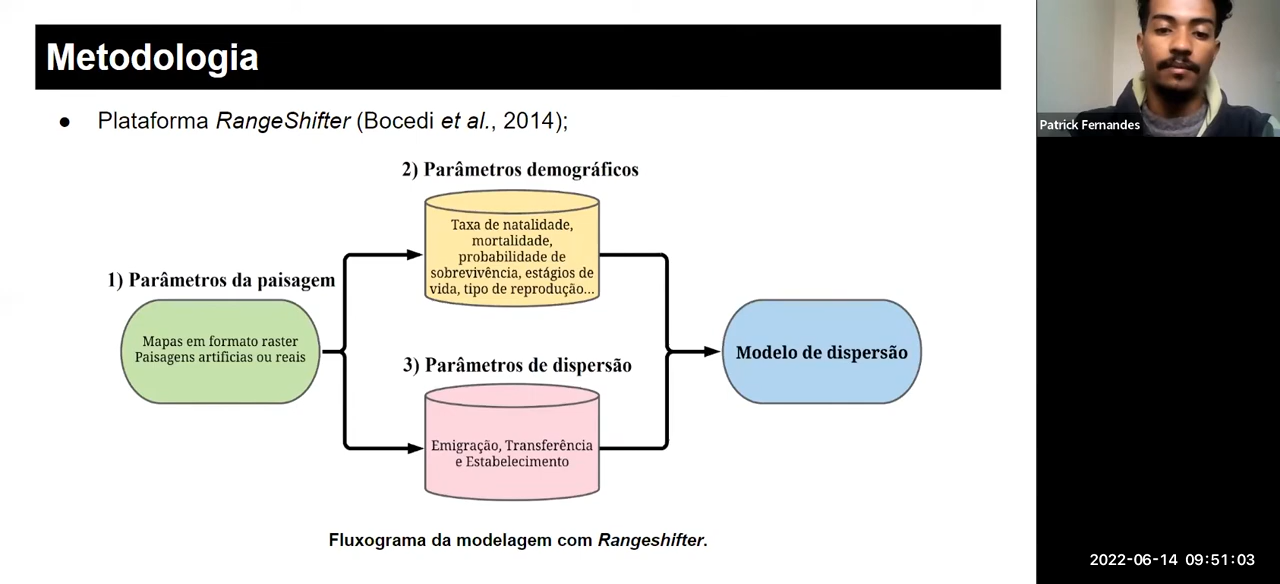 Metodologia
● Plataforma RangeShifter (Bocedi et al., 2014);
2) Parâmetros demográficos
Taxa de natalidade,
mortalidade,
probabilidade de
sobrevivência, estágios de
vida, tipo de reprodução...
1) Parâmetros da paisagem
Mapas em formato raster
Paisagens artificias ou reais
3) Parâmetros de dispersão
Emigração, Transferência
e Estabelecimento
Modelo de dispersão
Fluxograma da modelagem com Rangeshifter.
Patrick Fernandes
2022-06-14 09:51:03